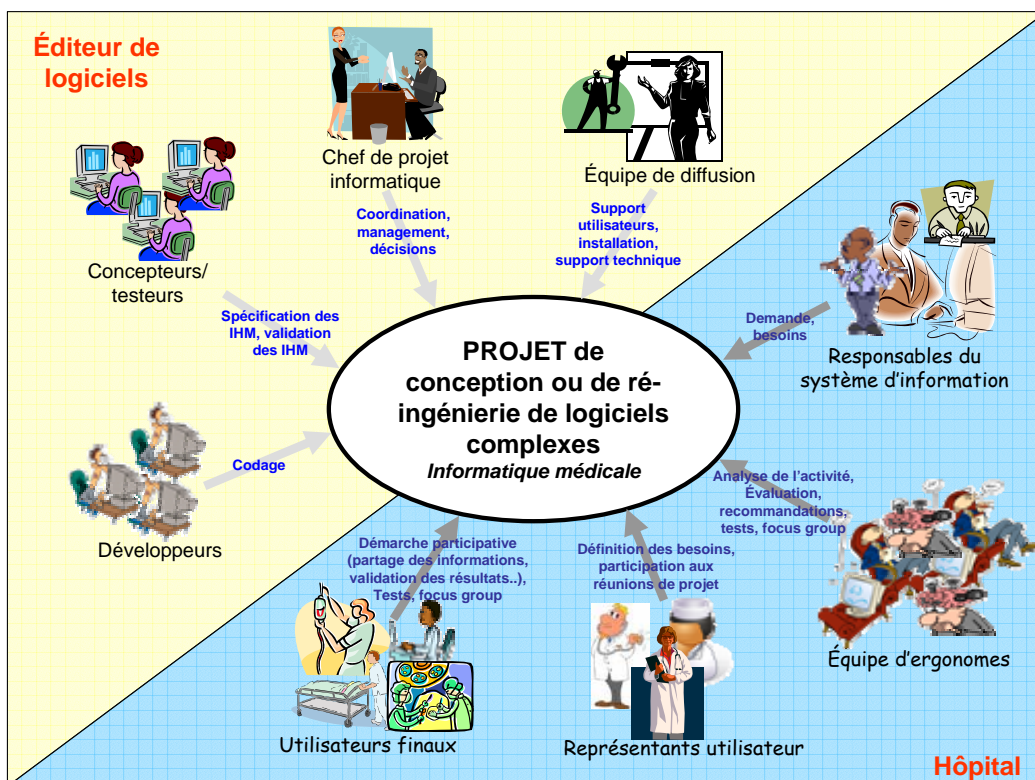 Éditeur de
logiciels
Chef de projet
informatique
Équipe de diffusion
Coordination,
management,
décisions
Support
utilisateurs,
installation,
support technique
Concepteurs/
testeurs
Spécification des
IHM, validation
des IHM
Demande,
besoins
Responsables du
système d'information
PROJET de
conception ou de ré-
ingénierie de logiciels
complexes
Informatique médicale
Codage
Développeurs
Analyse de l'activité,
Évaluation,
recommandations,
tests, focus group
Équipe d'ergonomes
Démarche participative
(partage des informations,
validation des résultats..),
Tests, focus group
Utilisateurs finaux
Définition des besoins,
participation aux
réunions de projet
Représentants utilisateur
Hôpital